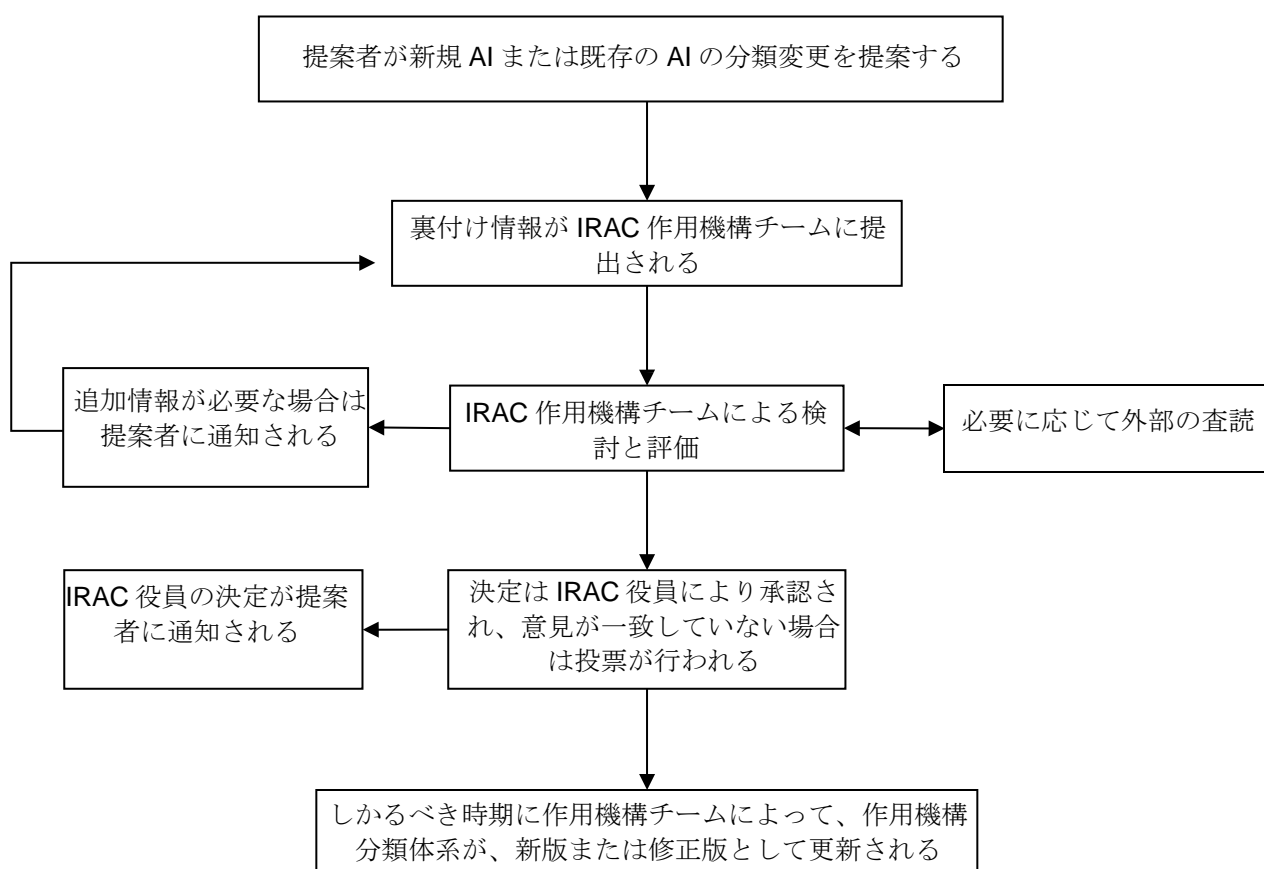 提案者が新規 AI または既存の AI の分類変更を提案する
裏付け情報が IRAC 作用機構チームに提
出される
追加情報が必要な場合は
提案者に通知される
IRAC 作用機構チームによる検
討と評価
必要に応じて外部の査読
IRAC 役員の決定が提案
者に通知される
決定は IRAC 役員により承認さ
れ、意見が一致していない場合
は投票が行われる
しかるべき時期に作用機構チームによって、作用機構
分類体系が、新版または修正版として更新される